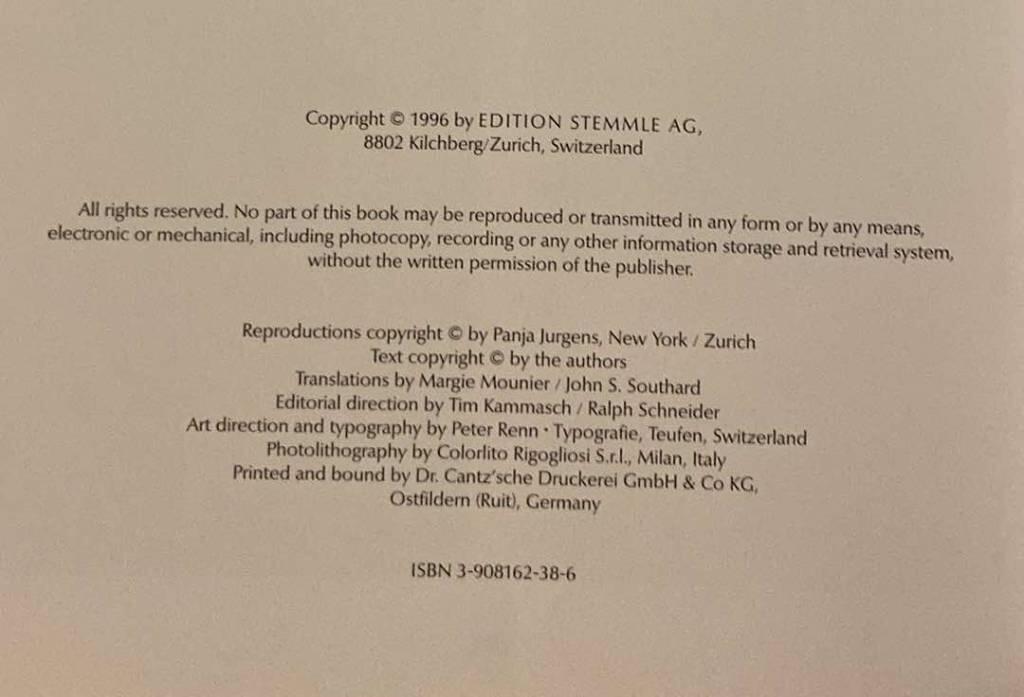 Copyright © 1996 by EDITION STEMMLE AG,
8802 Kilchberg/Zurich, Switzerland
All rights reserved. No part of this book may be reproduced or transmitted in any form or by any means,
electronic or mechanical, including photocopy, recording or any other information storage and retrieval system,
without the written permission of the publisher.
Reproductions copyright © by Panja Jurgens, New York / Zurich
Text copyright © by the authors
Translations by Margie Mounier / John S. Southard
Editorial direction by Tim Kammasch / Ralph Schneider
Art direction and typography by Peter Renn · Typografie, Teufen, Switzerland
Photolithography by Colorlito Rigogliosi S.r.l., Milan, Italy
Printed and bound by Dr. Cantz'sche Druckerei GmbH & Co KG,
Ostfildern (Ruit), Germany
ISBN 3-908162-38-6